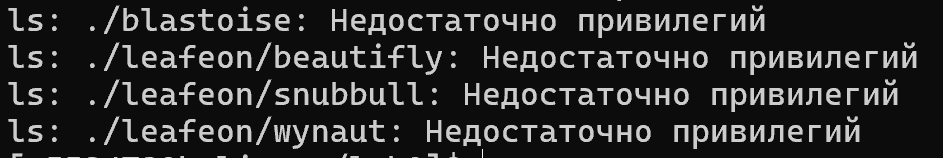 ls: ./blastoise: Недостаточно привилегий
ls: ./leafeon/beautifly: Недостаточно привилегий
ls: ./leafeon/snubbull: Недостаточно привилегий
ls: ./leafeon/wynaut: Недостаточно привилегий